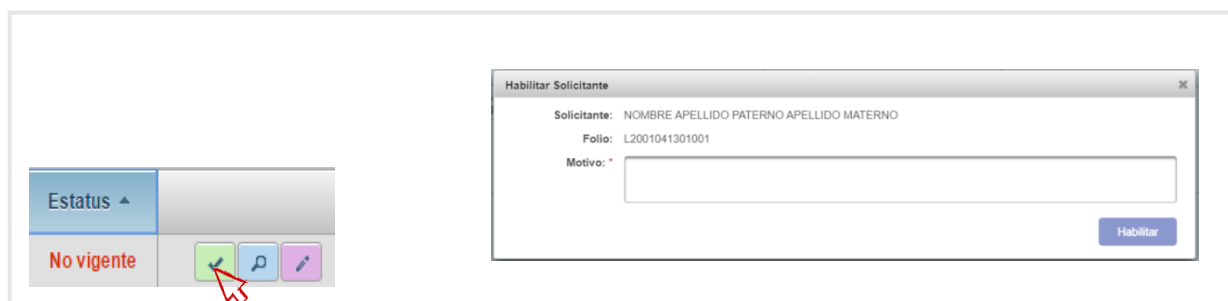 Habilitar Solicitante
Solicitante: NOMBRE APELLIDO PATERNO APELLIDO MATERNO
Folio: L2001041301001
Motivo: *
Habilitar
Estatus
No vigente